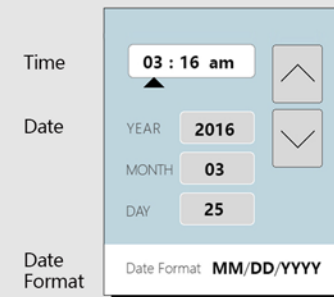 Time 03 : 16 am
Date YEAR 2016
MONTH 03
DAY 25
Date
Format
Date Format MM/DD/YYYY